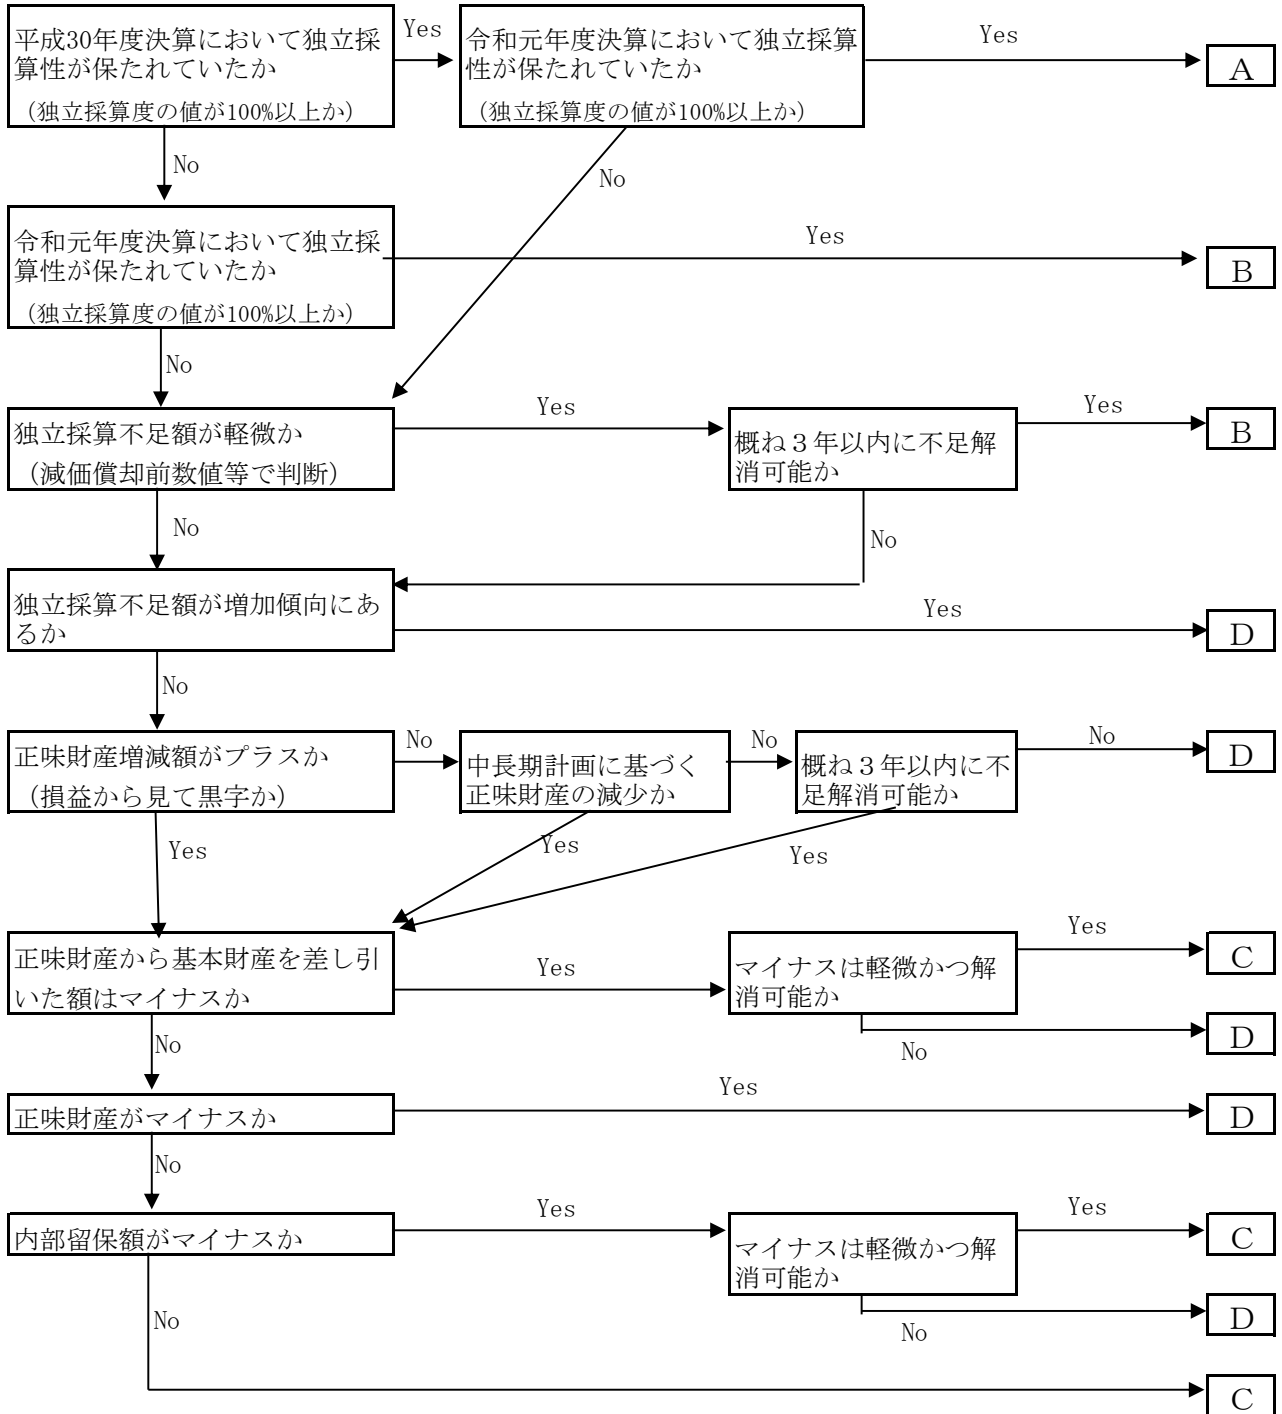 平成30年度決算において独立採
算性が保たれていたか
（独立採算度の値が100%以上か）
Yes
令和元年度決算において独立採算
性が保たれていたか
（独立採算度の値が100%以上か）
Yes
A
No
No
令和元年度決算において独立採
算性が保たれていたか
（独立採算度の値が100%以上か）
Yes
B
No
独立採算不足額が軽微か
（減価償却前数値等で判断）
Yes
概ね３年以内に不足解
消可能か
Yes
B
No
No
独立採算不足額が増加傾向にあ
るか
Yes
D
No
正味財産増減額がプラスか
（損益から見て黒字か）
No
中長期計画に基づく
正味財産の減少か
No
概ね３年以内に不
足解消可能か
No
D
Yes
Yes
Yes
正味財産から基本財産を差し引
いた額はマイナスか
Yes
マイナスは軽微かつ解
消可能か
Yes
C
No
D
No
正味財産がマイナスか
Yes
D
No
内部留保額がマイナスか
Yes
マイナスは軽微かつ解
消可能か
Yes
C
No
D
No
C